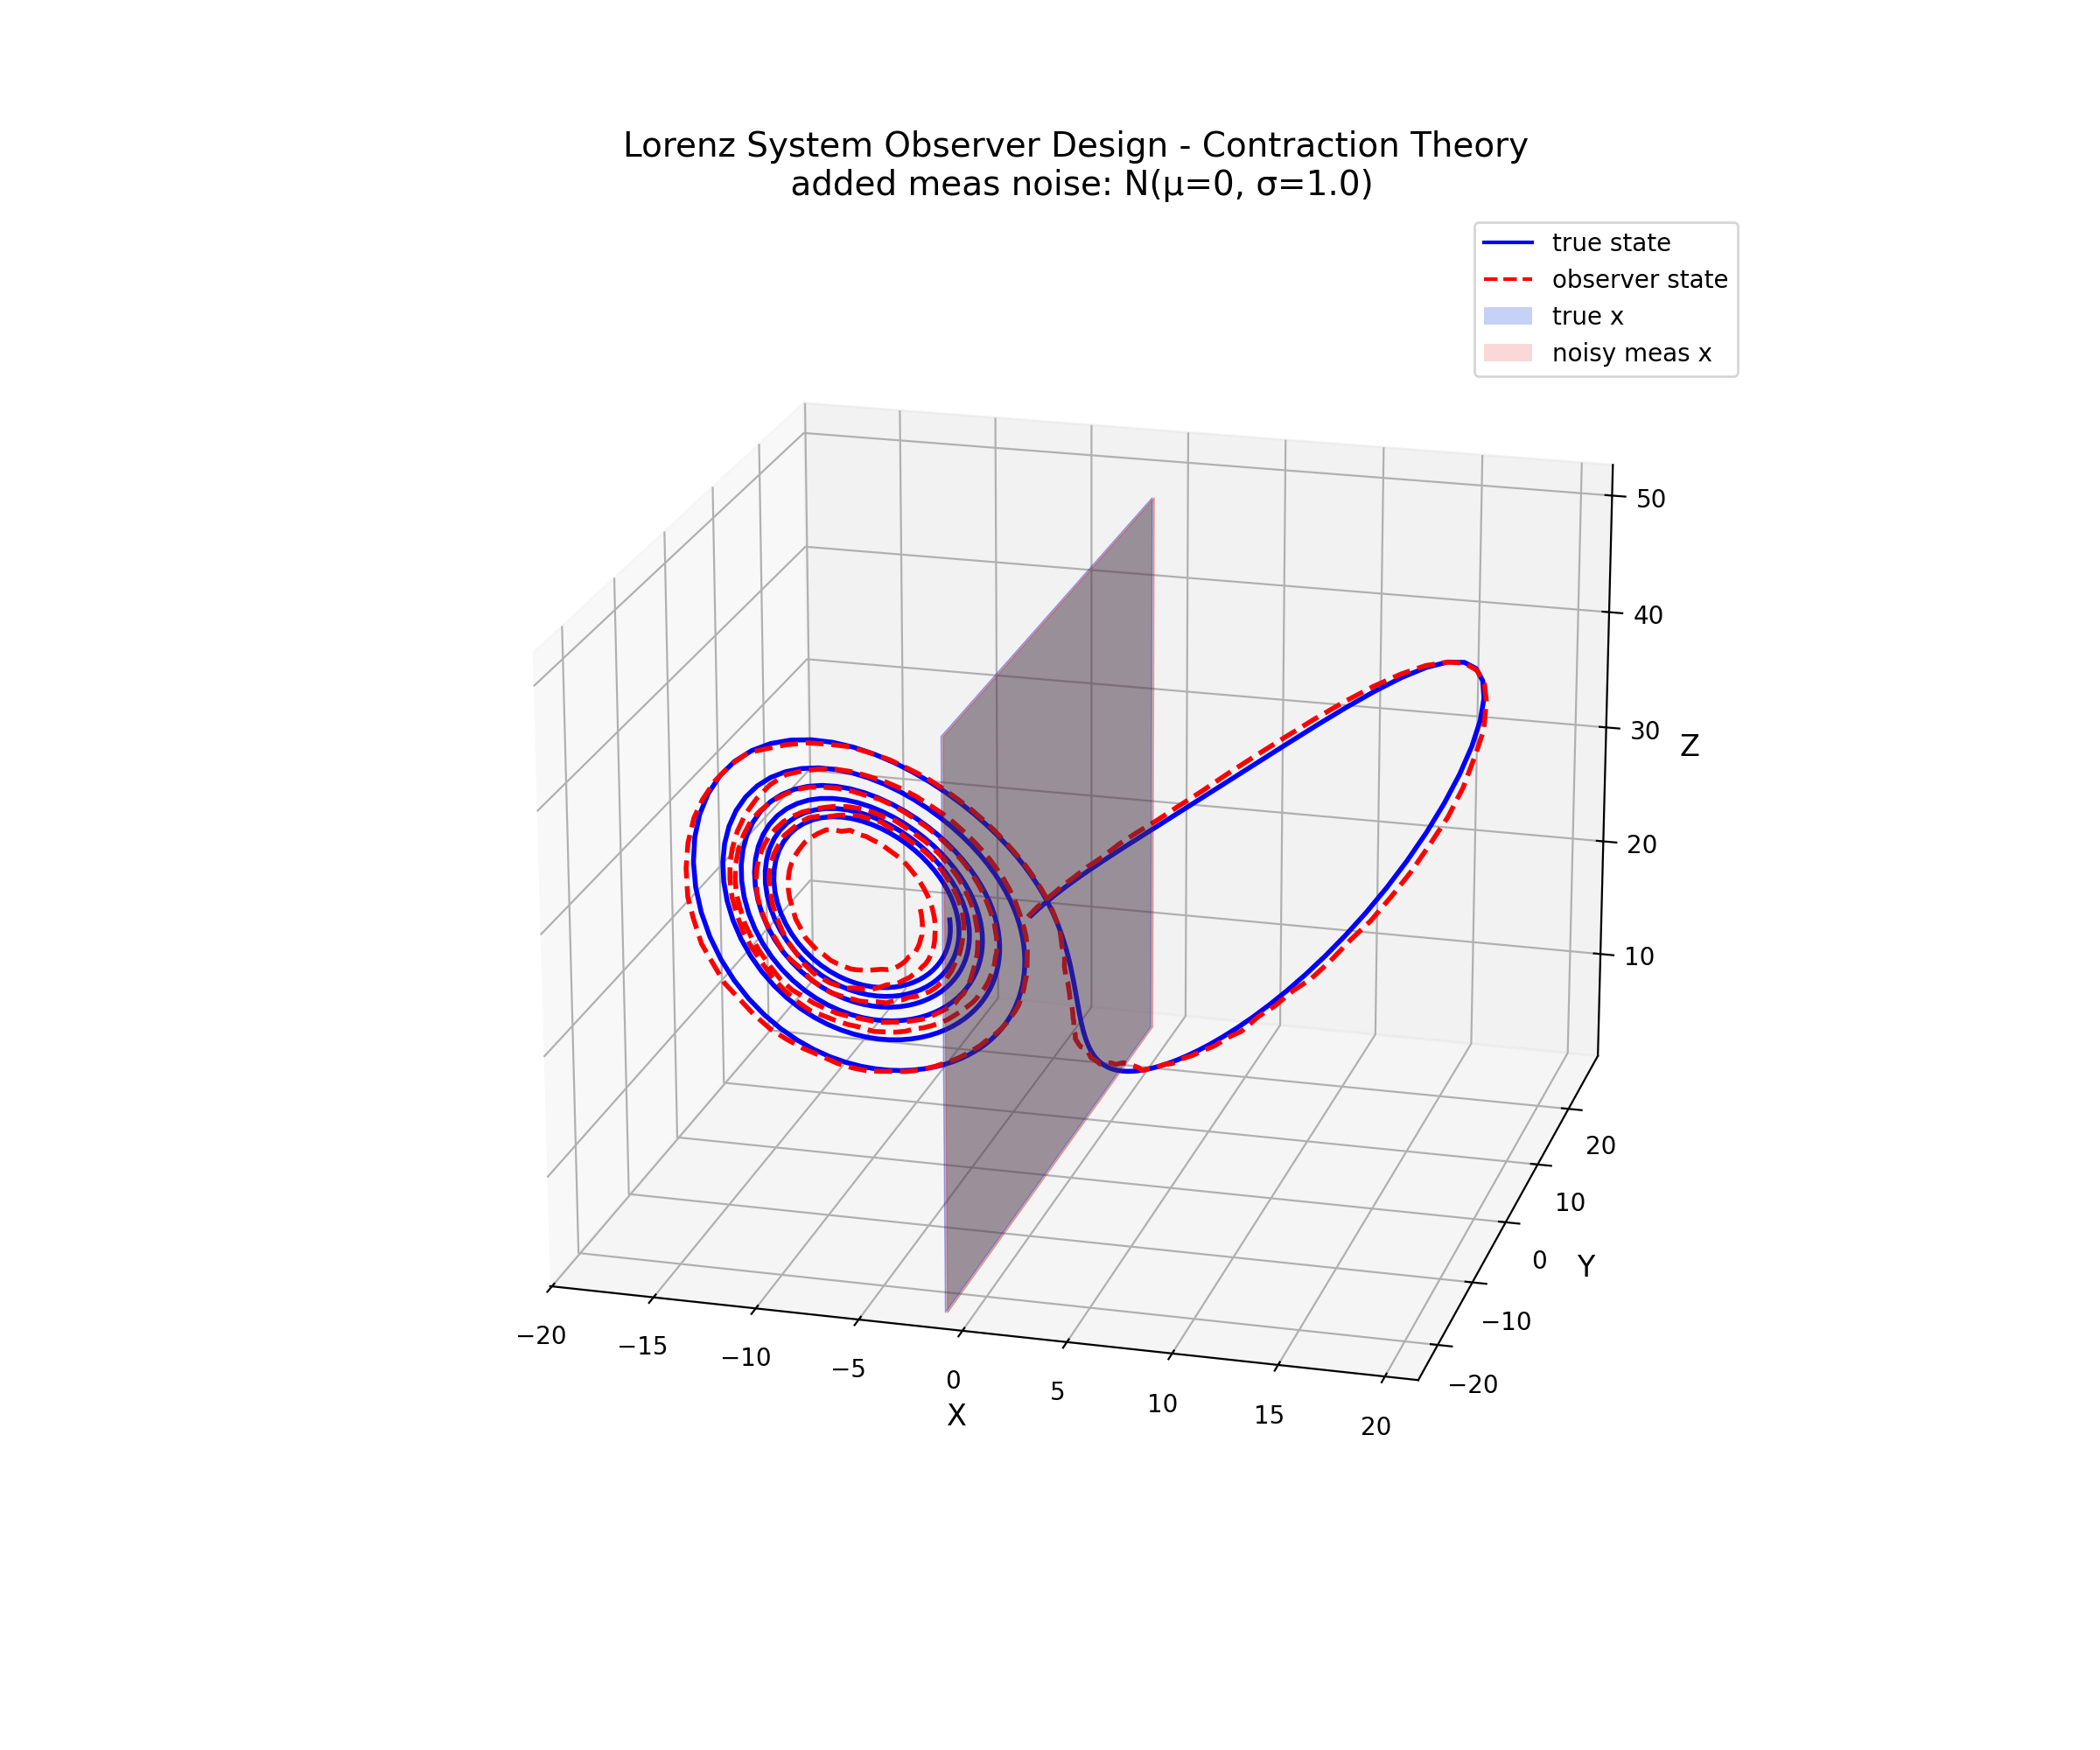 Lorenz System Observer Design - Contraction Theory
added meas noise: N(μ=0, σ=1.0)
true state
observer state
true x
noisy meas x
50
40
30
Z
20
10
20
10
0
Y
−10
−20
−20
−15
−10
−5
0
5
10
15
20
X